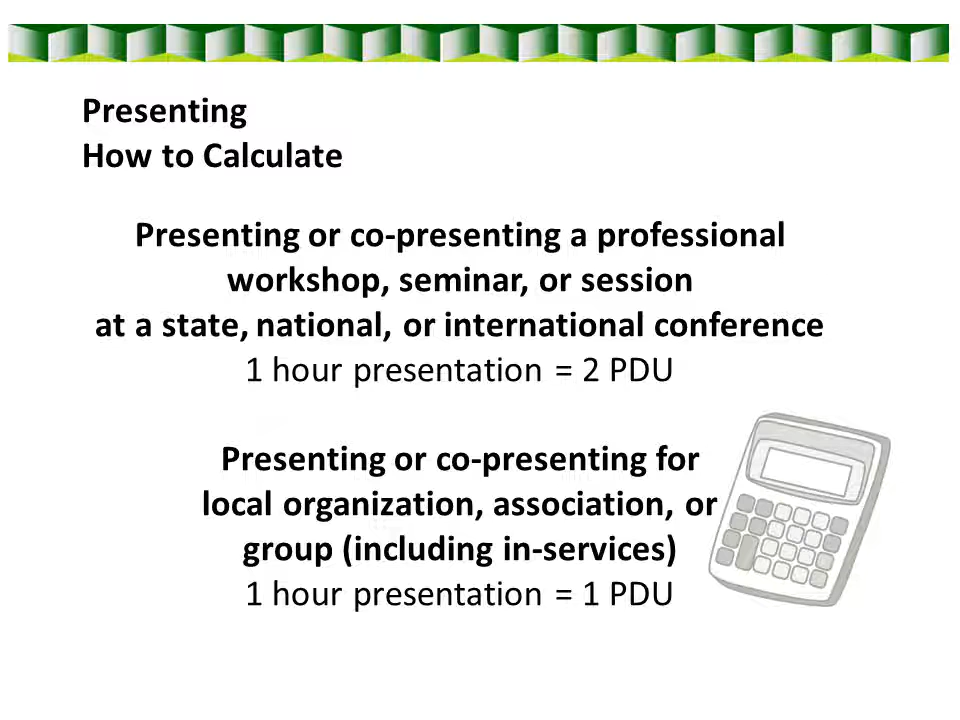 Presenting
How to Calculate
Presenting or co-presenting a professional
workshop, seminar, or session
at a state, national, or international conference
1 hour presentation = 2 PDU
Presenting or co-presenting for
local organization, association, or
group (including in-services)
1 hour presentation = 1 PDU